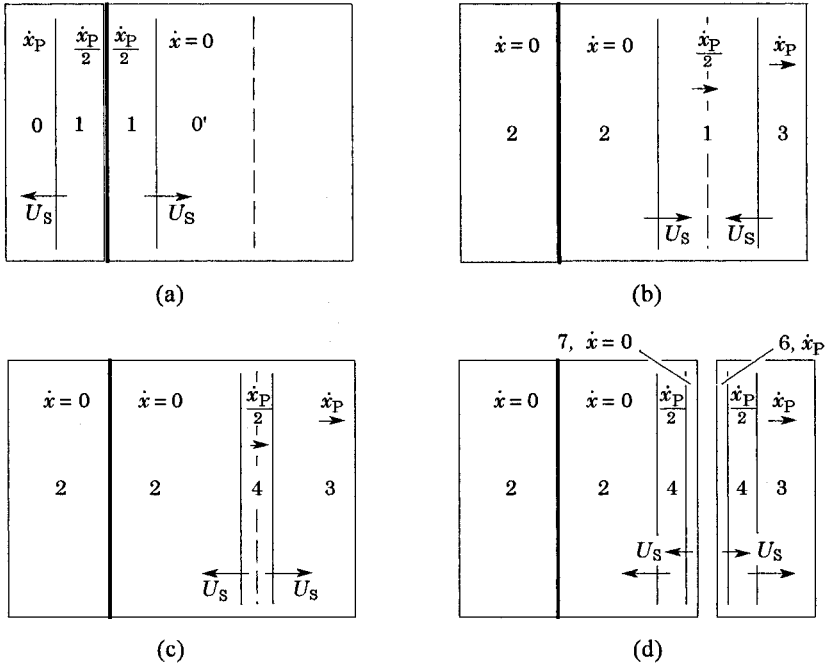 ẋP ẋP/2 ẋP/2 ẋ = 0
0 1 1 0'
US US
(a)
ẋ = 0 ẋ = 0 ẋP/2 ẋP
2 2 1 3
US US
(b)
ẋ = 0 ẋ = 0 ẋP/2 ẋP
2 2 4 3
US US
(c)
7, ẋ = 0 6, ẋP
ẋ = 0 ẋ = 0 ẋP/2 ẋP/2 ẋP
2 2 4 4 3
US US
(d)